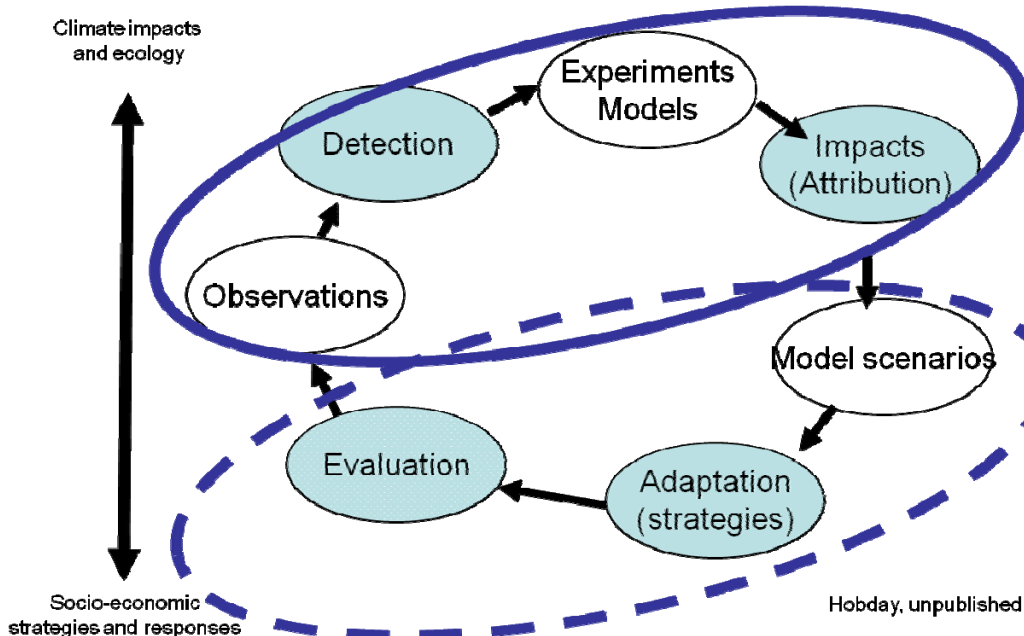 Climate impacts
and ecology
Experiments
Models
Detection
Impacts
(Attribution)
Observations
Model scenarios
Evaluation
Adaptation
(strategies)
Socio-economic
strategies and responses
Hobday, unpublished